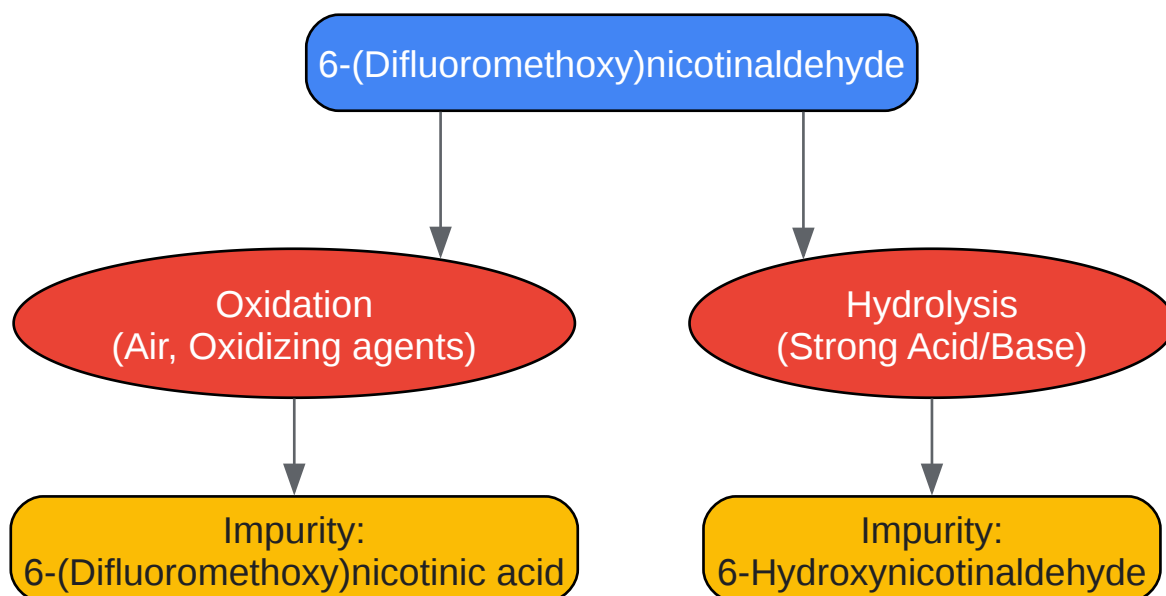 6-(Difluoromethoxy)nicotinaldehyde
Oxidation
(Air, Oxidizing agents)
Hydrolysis
(Strong Acid/Base)
Impurity:
6-(Difluoromethoxy)nicotinic acid
Impurity:
6-Hydroxynicotinaldehyde